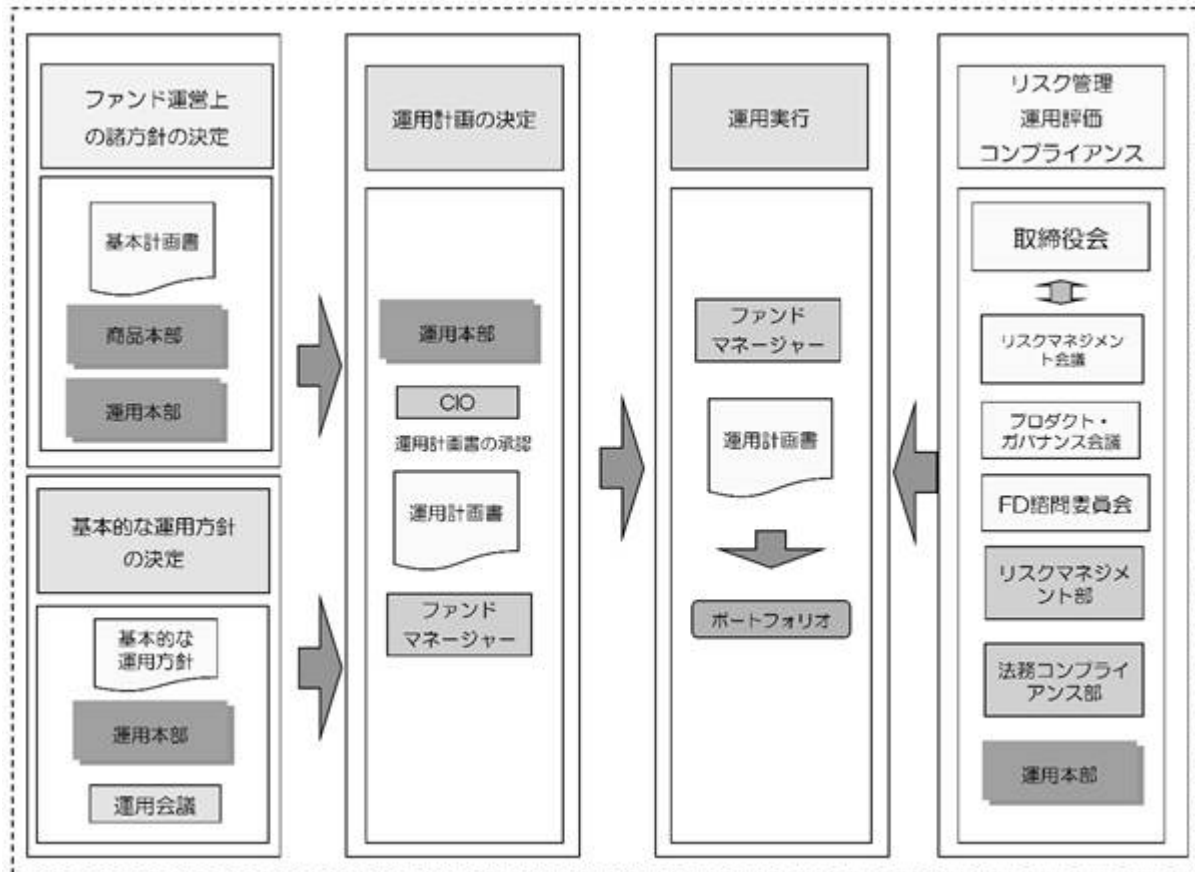 ファンド運営上
の諸方針の決定
基本計画書
商品本部
運用本部
基本的な運用方針
の決定
基本的な
運用方針
運用本部
運用会議
運用計画の決定
運用本部
CIO
運用計画書の承認
運用計画書
ファンド
マネージャー
運用実行
ファンド
マネージャー
運用計画書
ポートフォリオ
リスク管理
運用評価
コンプライアンス
取締役会
リスクマネジメン
ト会議
プロダクト・
ガバナンス会議
FD諮問委員会
リスクマネジメ
ント部
法務コンプライ
アンス部
運用本部